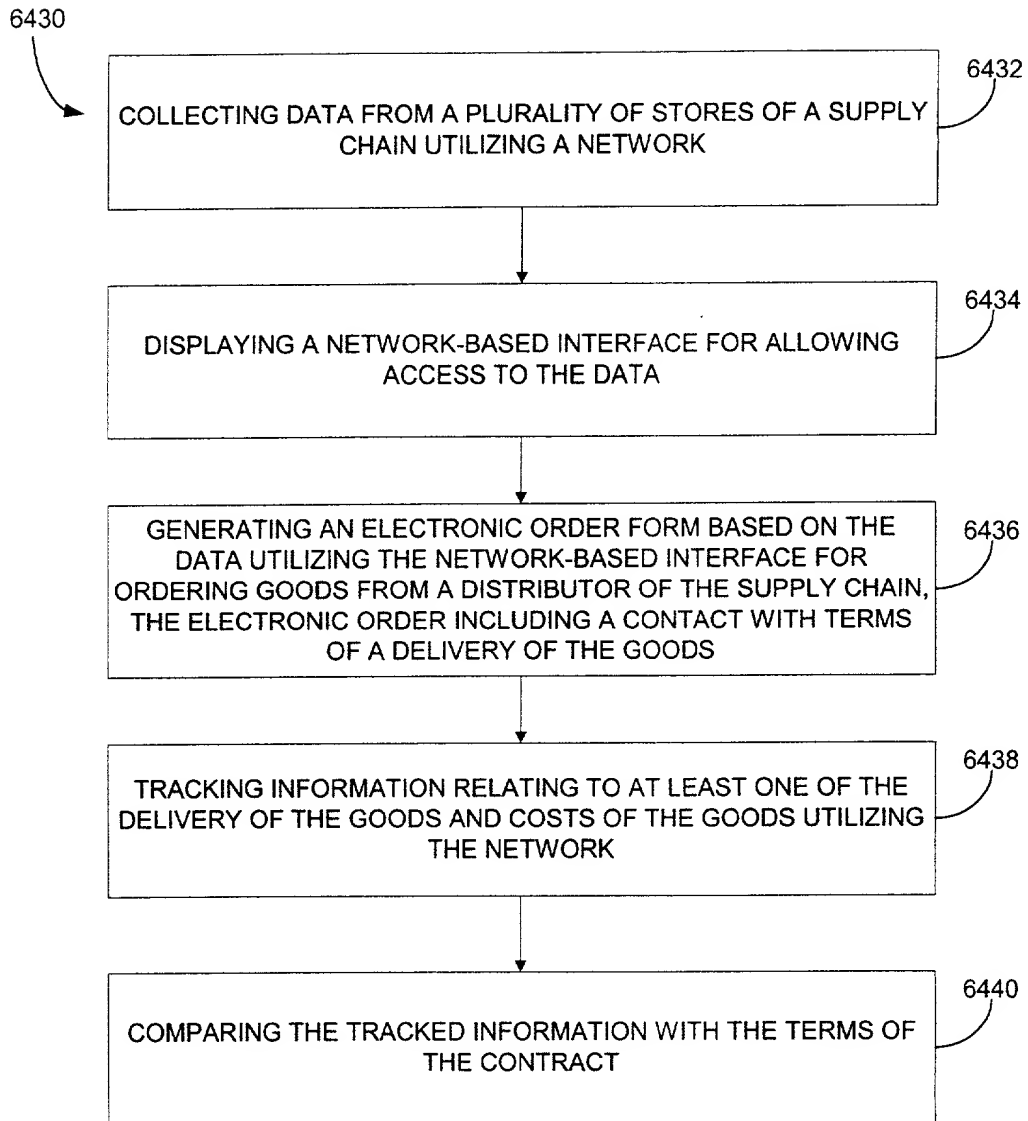 6430
6432
COLLECTING DATA FROM A PLURALITY OF STORES OF A SUPPLY
CHAIN UTILIZING A NETWORK
6434
DISPLAYING A NETWORK-BASED INTERFACE FOR ALLOWING
ACCESS TO THE DATA
6436
GENERATING AN ELECTRONIC ORDER FORM BASED ON THE
DATA UTILIZING THE NETWORK-BASED INTERFACE FOR
ORDERING GOODS FROM A DISTRIBUTOR OF THE SUPPLY CHAIN,
THE ELECTRONIC ORDER INCLUDING A CONTACT WITH TERMS
OF A DELIVERY OF THE GOODS
6438
TRACKING INFORMATION RELATING TO AT LEAST ONE OF THE
DELIVERY OF THE GOODS AND COSTS OF THE GOODS UTILIZING
THE NETWORK
6440
COMPARING THE TRACKED INFORMATION WITH THE TERMS OF
THE CONTRACT